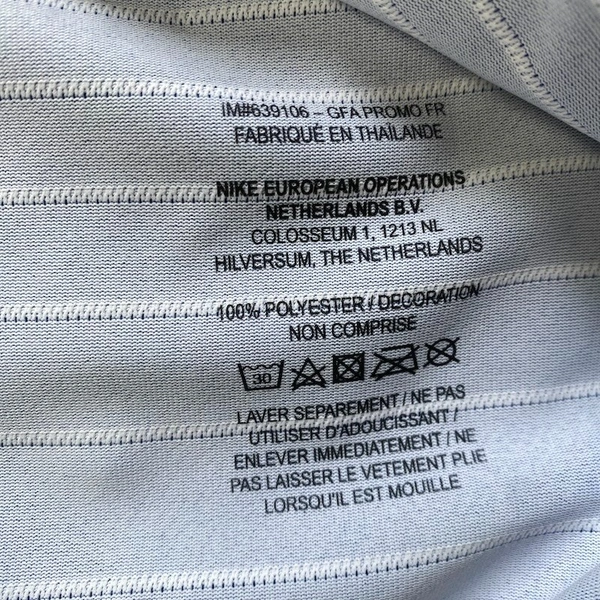 IM#639106 – GFA PROMO FR
FABRIQUÉ EN THAÏLANDE
NIKE EUROPEAN OPERATIONS
NETHERLANDS B.V.
COLOSSEUM 1, 1213 NL
HILVERSUM, THE NETHERLANDS
100% POLYESTER / DECORATION
NON COMPRISE
30
LAVER SEPAREMENT / NE PAS
UTILISER D'ADOUCISSANT /
ENLEVER IMMEDIATEMENT / NE
PAS LAISSER LE VETEMENT PLIE
LORSQU'IL EST MOUILLE